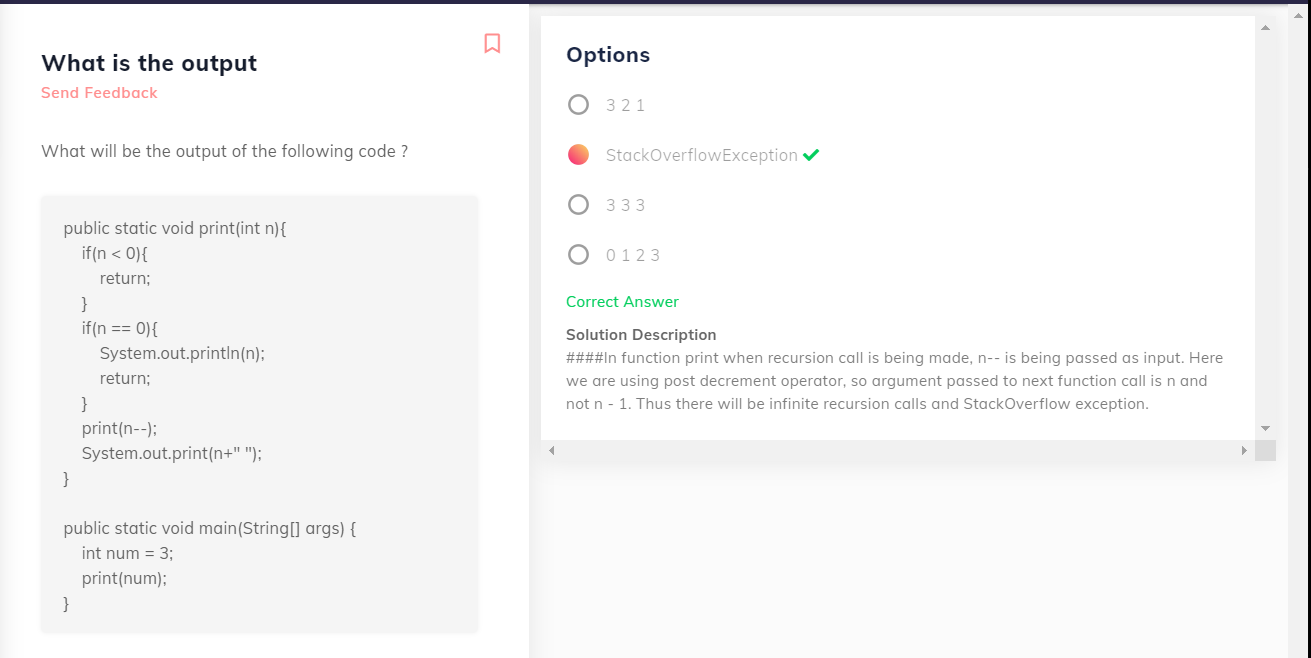 What is the output
Send Feedback
What will be the output of the following code ?
public static void print(int n){
if(n < 0){
return;
}
if(n == 0){
System.out.println(n);
return;
}
print(n--);
System.out.print(n+" ");
}
public static void main(String[] args) {
int num = 3;
print(num);
}
Options
3 2 1
StackOverflowException
3 3 3
0 1 2 3
Correct Answer
Solution Description
####In function print when recursion call is being made, n-- is being passed as input. Here
we are using post decrement operator, so argument passed to next function call is n and
not n - 1. Thus there will be infinite recursion calls and StackOverflow exception.